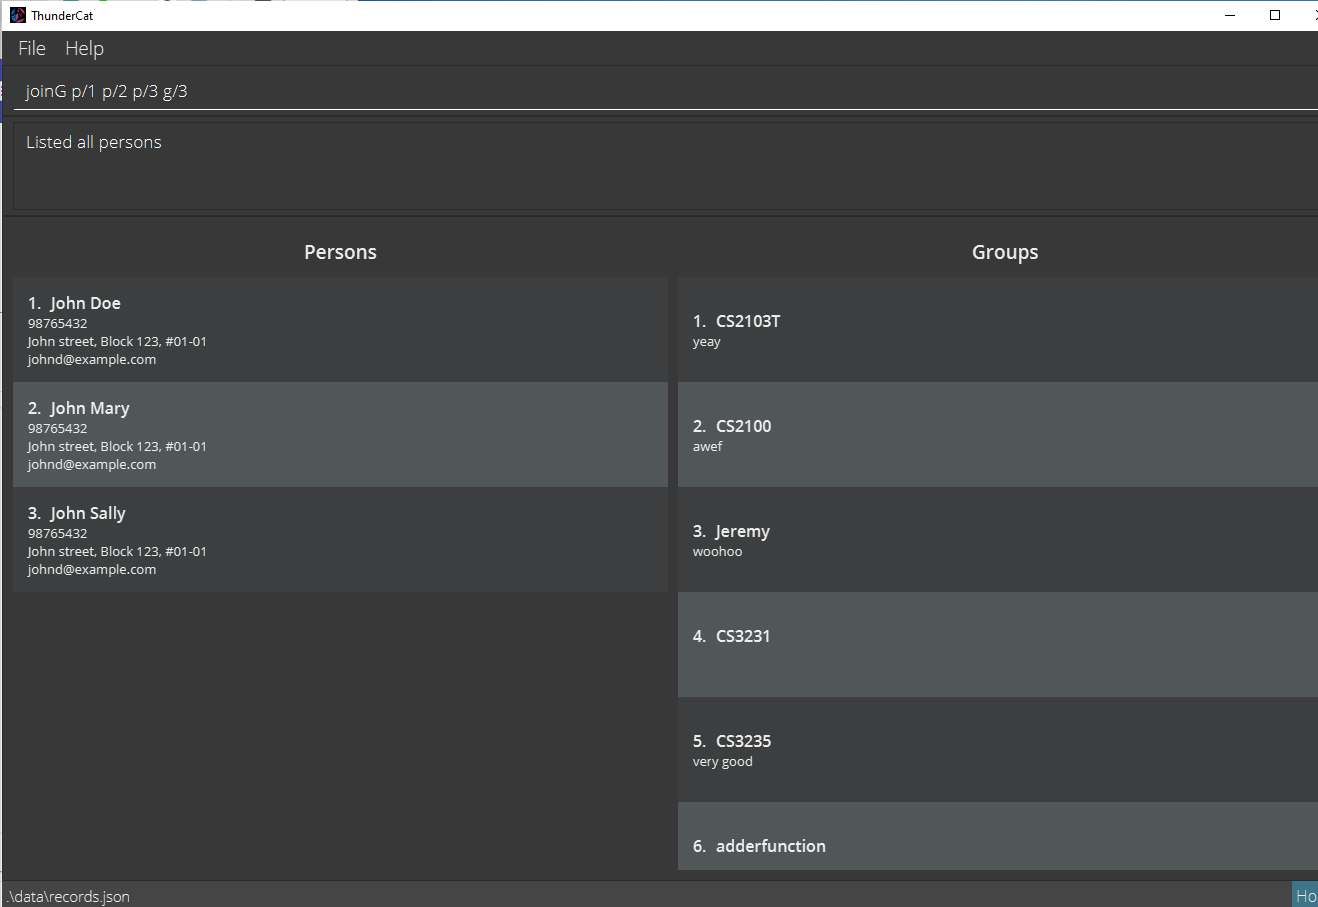 ThunderCat
File Help
joinG p/1 p/2 p/3 g/3
Listed all persons
Persons
1. John Doe
98765432
John street, Block 123, #01-01
johnd@example.com
2. John Mary
98765432
John street, Block 123, #01-01
johnd@example.com
3. John Sally
98765432
John street, Block 123, #01-01
johnd@example.com
Groups
1. CS2103T
yeay
2. CS2100
awef
3. Jeremy
woohoo
4. CS3231
5. CS3235
very good
6. adderfunction
.\data\records.json
Ho